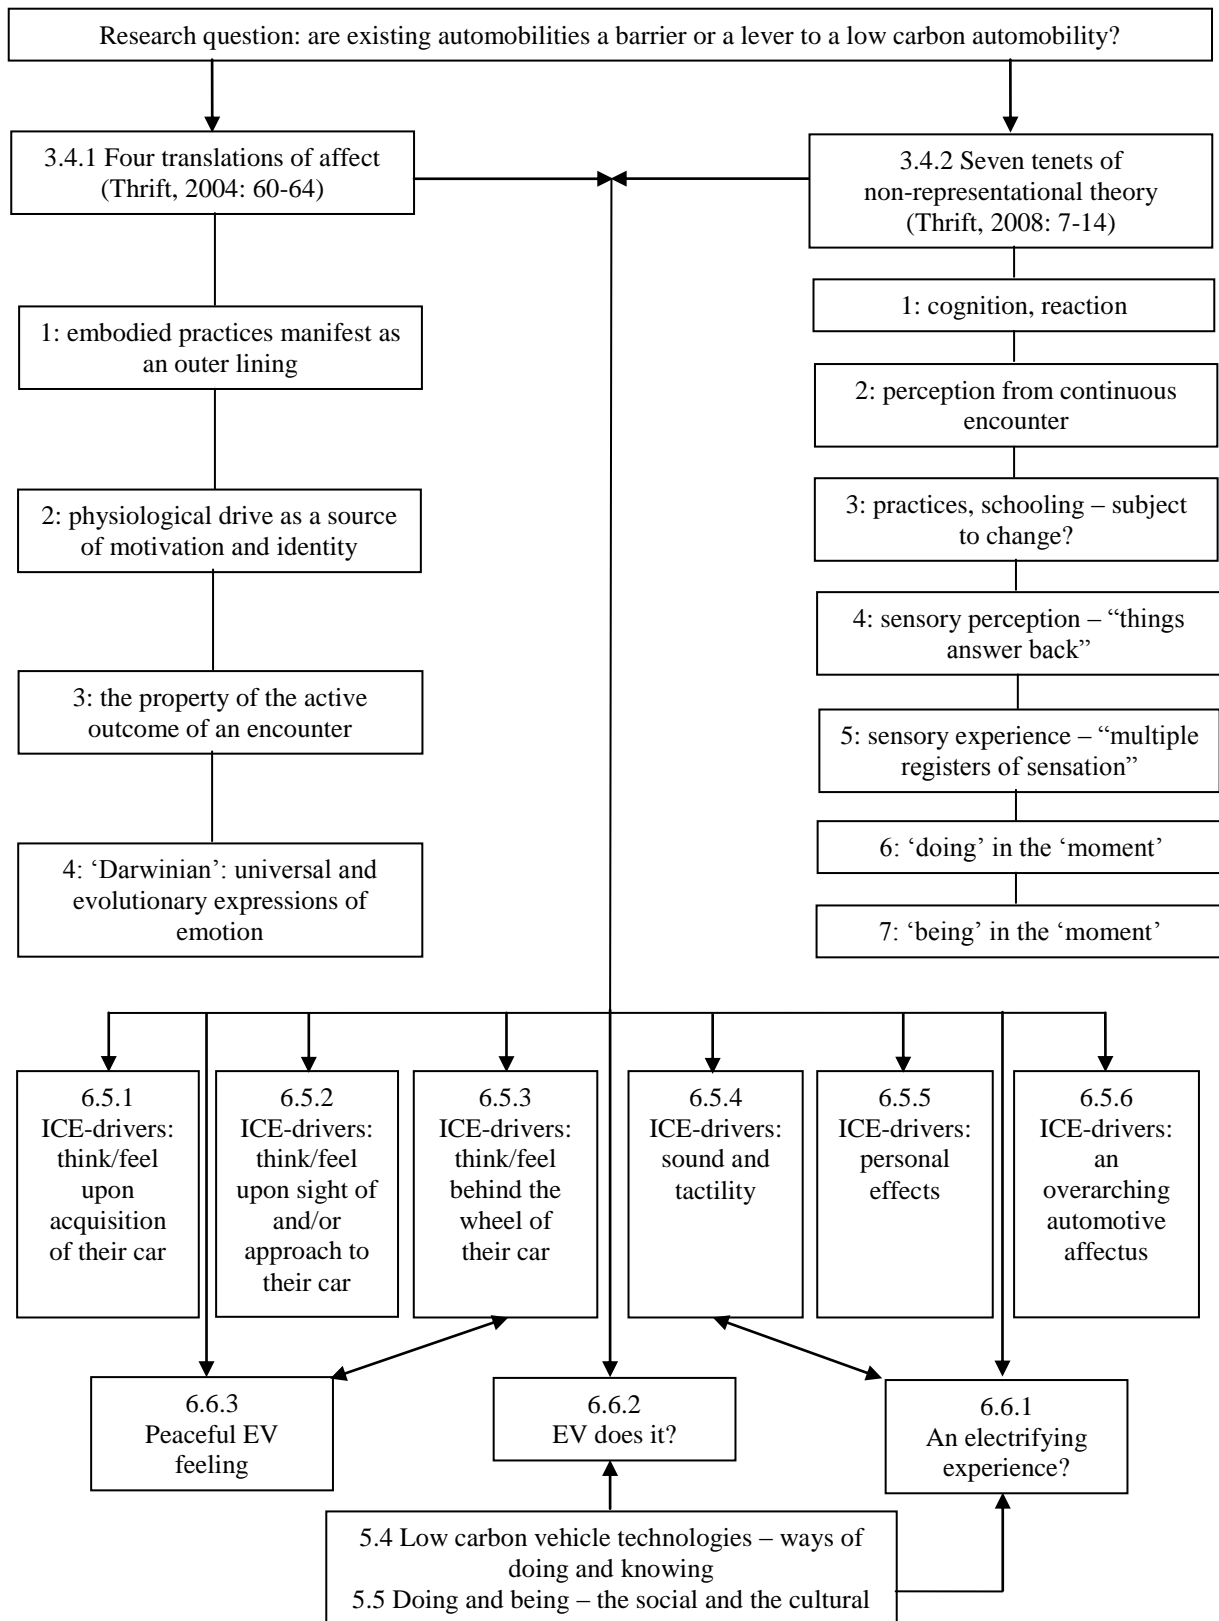 Research question: are existing automobilities a barrier or a lever to a low carbon automobility?
3.4.1 Four translations of affect
(Thrift, 2004: 60-64)
3.4.2 Seven tenets of
non-representational theory
(Thrift, 2008: 7-14)
1: embodied practices manifest as
an outer lining
2: physiological drive as a source
of motivation and identity
3: the property of the active
outcome of an encounter
4: ‘Darwinian’: universal and
evolutionary expressions of
emotion
1: cognition, reaction
2: perception from continuous
encounter
3: practices, schooling – subject
to change?
4: sensory perception – “things
answer back”
5: sensory experience – “multiple
registers of sensation”
6: ‘doing’ in the ‘moment’
7: ‘being’ in the ‘moment’
6.5.1
ICE-drivers:
think/feel
upon
acquisition
of their car
6.5.2
ICE-drivers:
think/feel
upon sight of
and/or
approach to
their car
6.5.3
ICE-drivers:
think/feel
behind the
wheel of
their car
6.5.4
ICE-drivers:
sound and
tactility
6.5.5
ICE-drivers:
personal
effects
6.5.6
ICE-drivers:
an
overarching
automotive
affectus
6.6.3
Peaceful EV
feeling
6.6.2
EV does it?
6.6.1
An electrifying
experience?
5.4 Low carbon vehicle technologies – ways of
doing and knowing
5.5 Doing and being – the social and the cultural